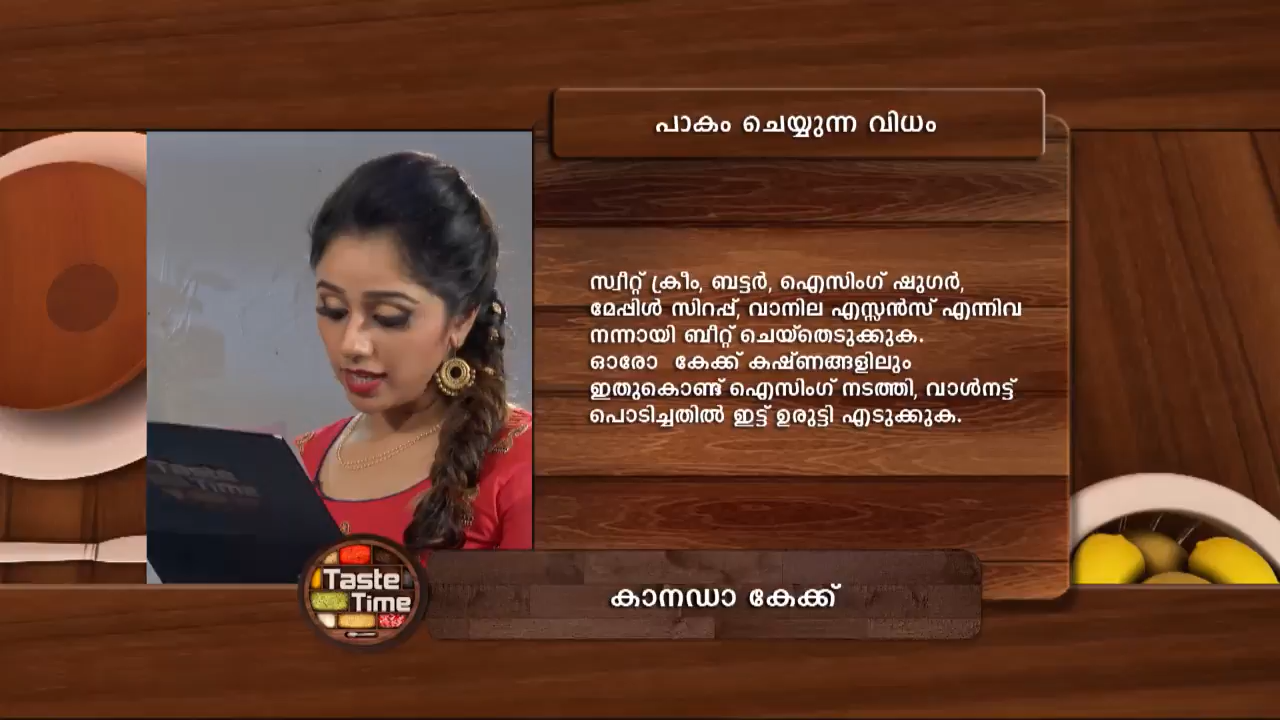 പാകം ചെയ്യുന്ന വിധം
സ്വീറ്റ് ക്രീം, ബട്ടർ, ഐസിംഗ് ഷുഗർ,
മേപ്പിൾ സിറപ്പ്, വാനില എസ്സൻസ് എന്നിവ
നന്നായി ബീറ്റ് ചെയ്തെടുക്കുക.
ഓരോ കേക്ക് കഷ്ണങ്ങളിലും
ഇതുകൊണ്ട് ഐസിംഗ് നടത്തി, വാൾനട്ട്
പൊടിച്ചതിൽ ഇട്ട് ഉരുട്ടി എടുക്കുക.
Taste
Time
കാനഡാ കേക്ക്